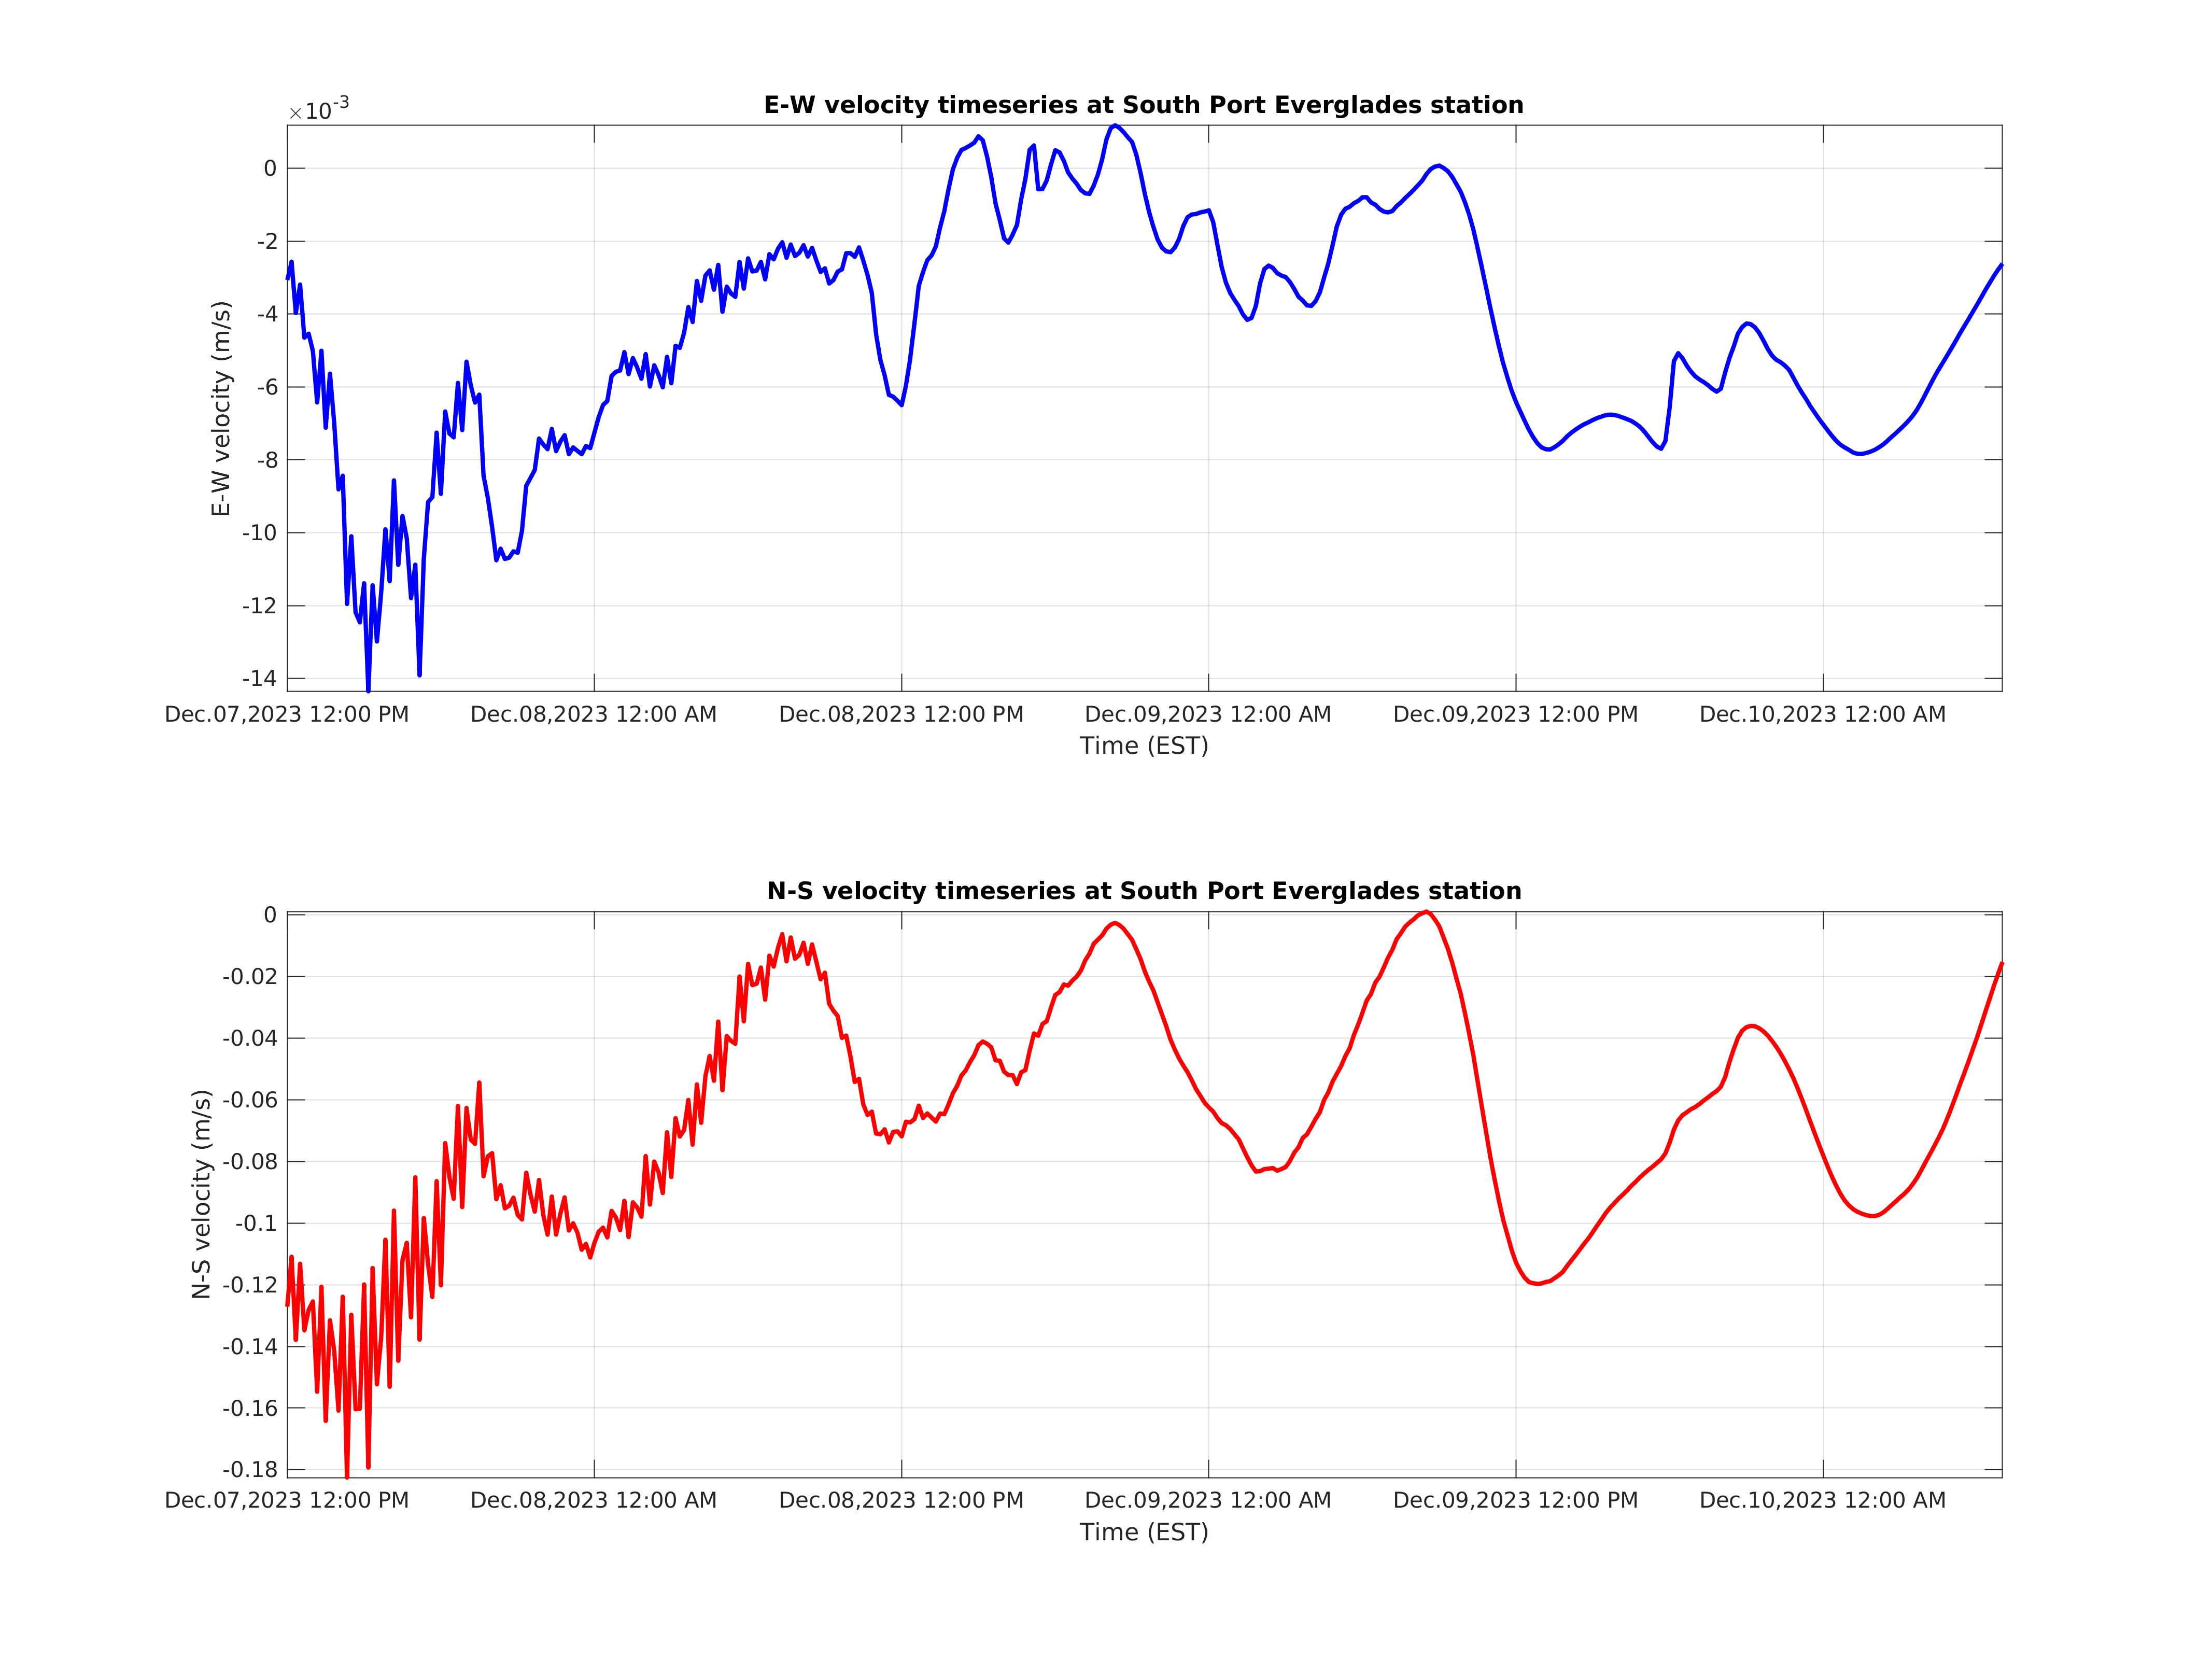 E-W velocity timeseries at South Port Everglades station
×10-3
0
-2
-4
-6
-8
-10
-12
-14
E-W velocity (m/s)
Dec.07,2023 12:00 PM Dec.08,2023 12:00 AM Dec.08,2023 12:00 PM Dec.09,2023 12:00 AM Dec.09,2023 12:00 PM Dec.10,2023 12:00 AM
Time (EST)
N-S velocity timeseries at South Port Everglades station
0
-0.02
-0.04
-0.06
-0.08
-0.1
-0.12
-0.14
-0.16
-0.18
N-S velocity (m/s)
Dec.07,2023 12:00 PM Dec.08,2023 12:00 AM Dec.08,2023 12:00 PM Dec.09,2023 12:00 AM Dec.09,2023 12:00 PM Dec.10,2023 12:00 AM
Time (EST)